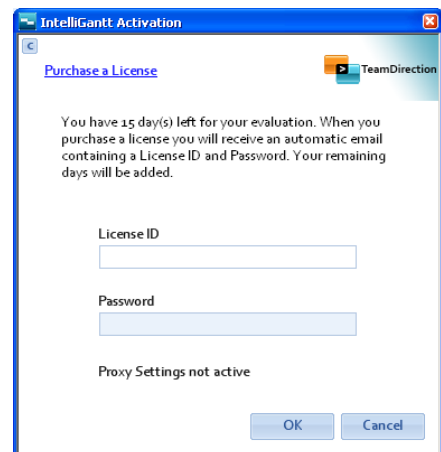 IntelliGantt Activation
C
Purchase a License
TeamDirection
You have 15 day(s) left for your evaluation. When you
purchase a license you will receive an automatic email
containing a License ID and Password. Your remaining
days will be added.
License ID
Password
Proxy Settings not active
OK Cancel